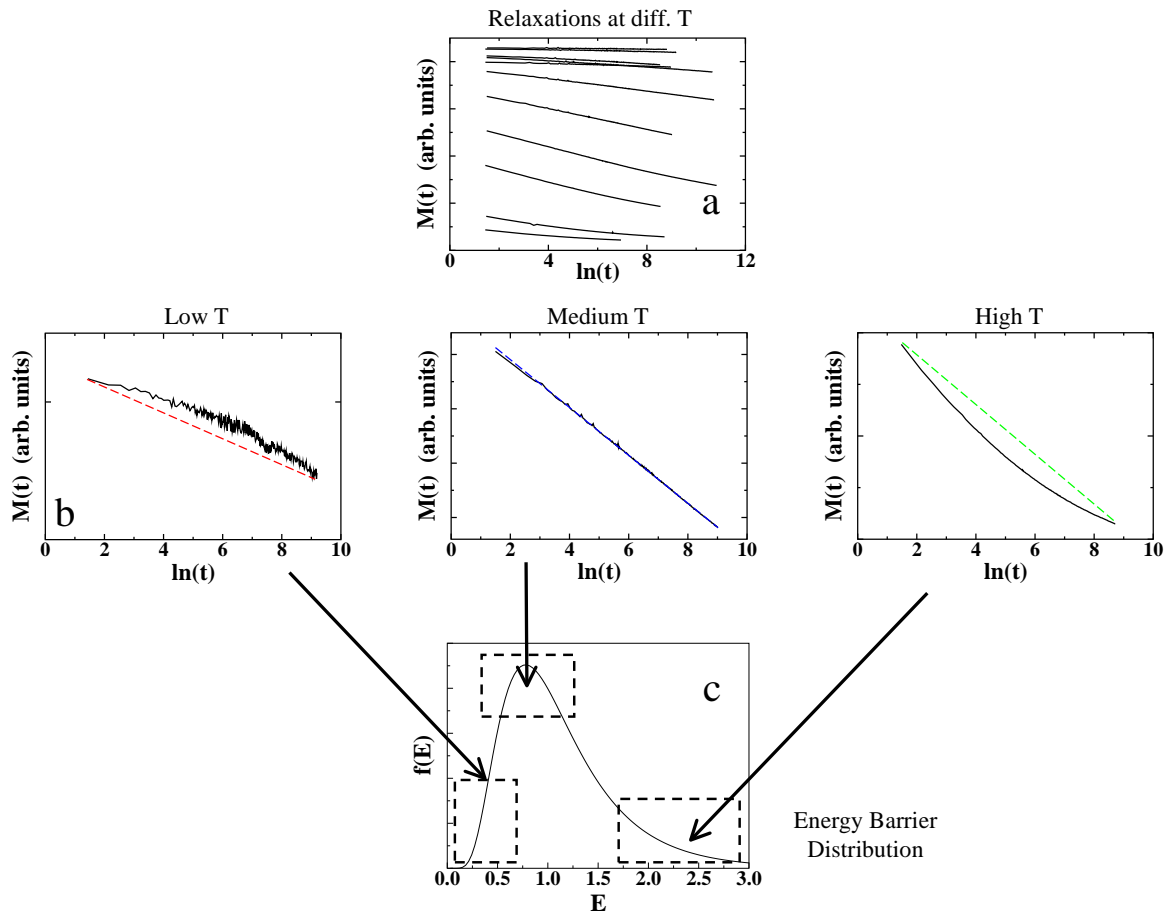 Relaxations at diff. T
M(t) (arb. units)
a
0 4 8 12
ln(t)
Low T
M(t) (arb. units)
b
0 2 4 6 8 10
ln(t)
Medium T
M(t) (arb. units)
0 2 4 6 8 10
ln(t)
High T
M(t) (arb. units)
0 2 4 6 8 10
ln(t)
c
f(E)
0.0 0.5 1.0 1.5 2.0 2.5 3.0
E
Energy Barrier
Distribution